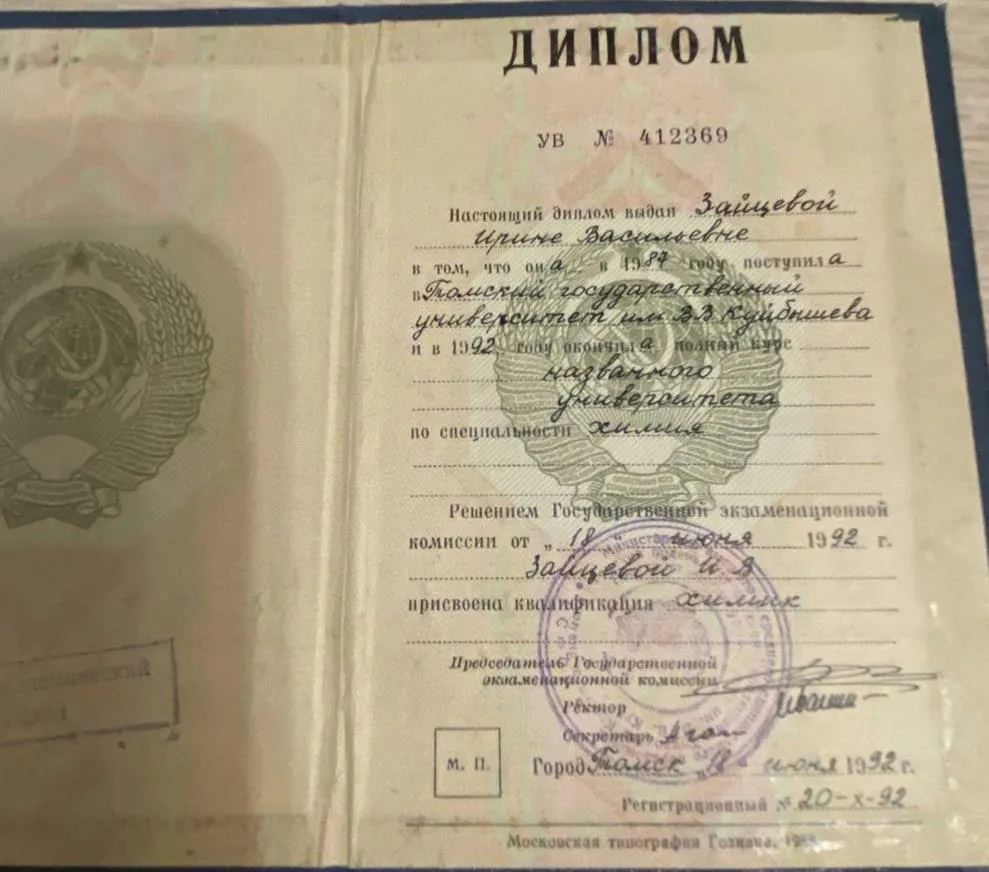 ДИПЛОМ
УВ № 412369
Настоящий диплом выдан Зайцевой
Ирине Васильевне
в том, что она в 1987 году поступила
в Томский государственный
университет им В В Куйбышева
и в 1992 году окончила полный курс
названного
университета
по специальности химия
Решением Государственной экзаменационной
комиссии от „18“ июня 1992 г.
Зайцевой И В
присвоена квалификация химик
Председатель Государственной
экзаменационной комиссии
Ректор
Секретарь
М. П.
Город Томск „18“ июня 1992 г.
Регистрационный № 20-х-92
Московская типография Гознака.